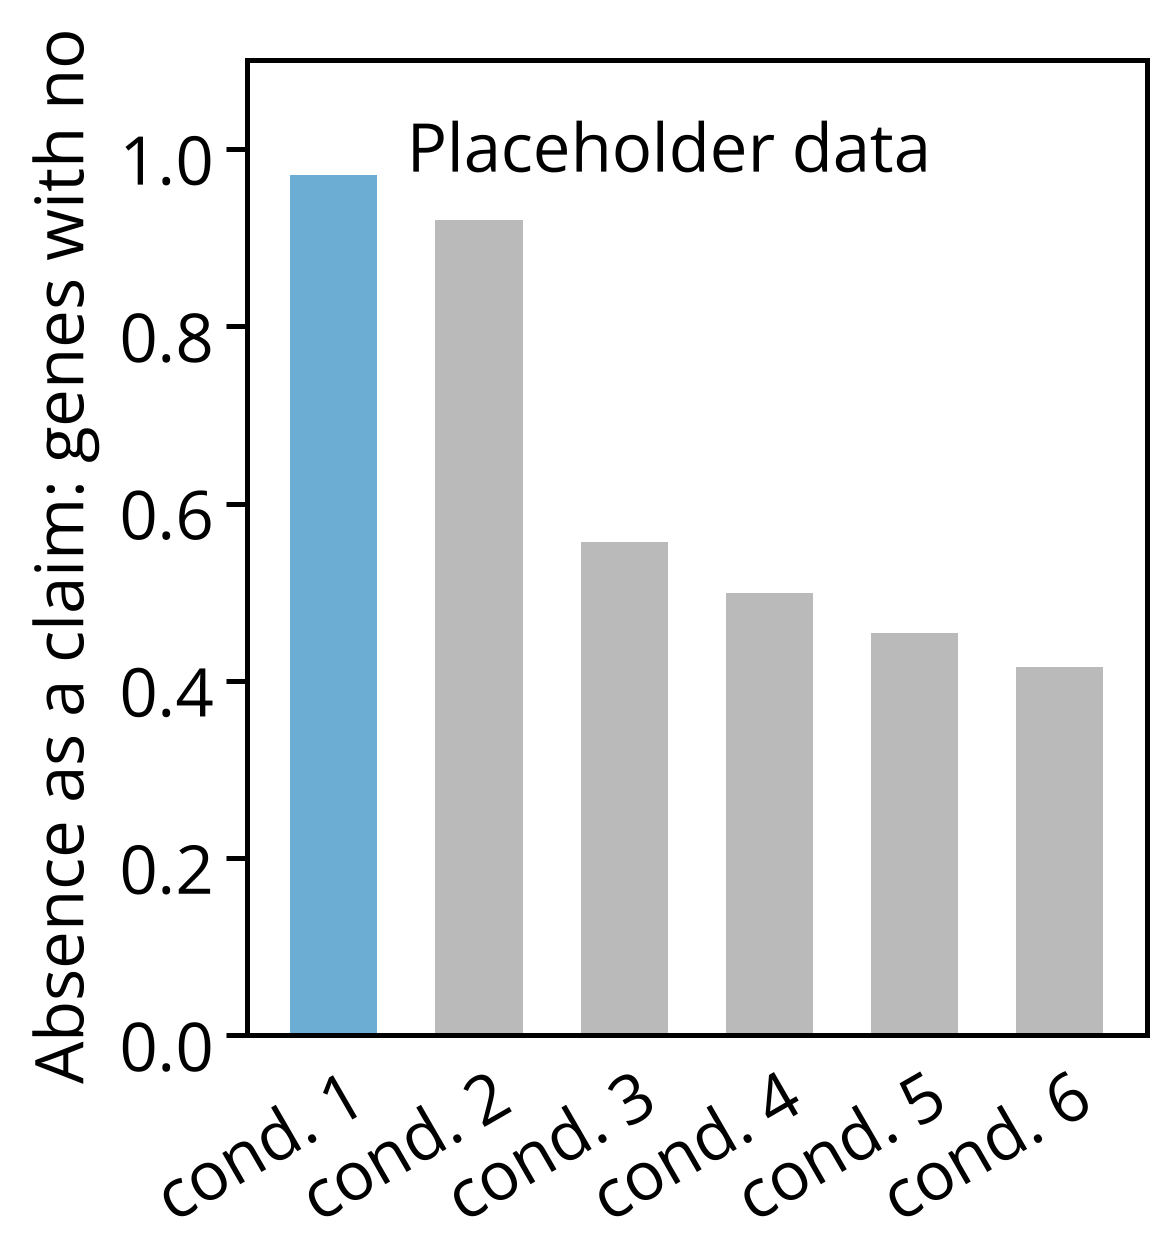 Absence as a claim: genes with no
Placeholder data
1.0
0.8
0.6
0.4
0.2
0.0
cond. 1
cond. 2
cond. 3
cond. 4
cond. 5
cond. 6